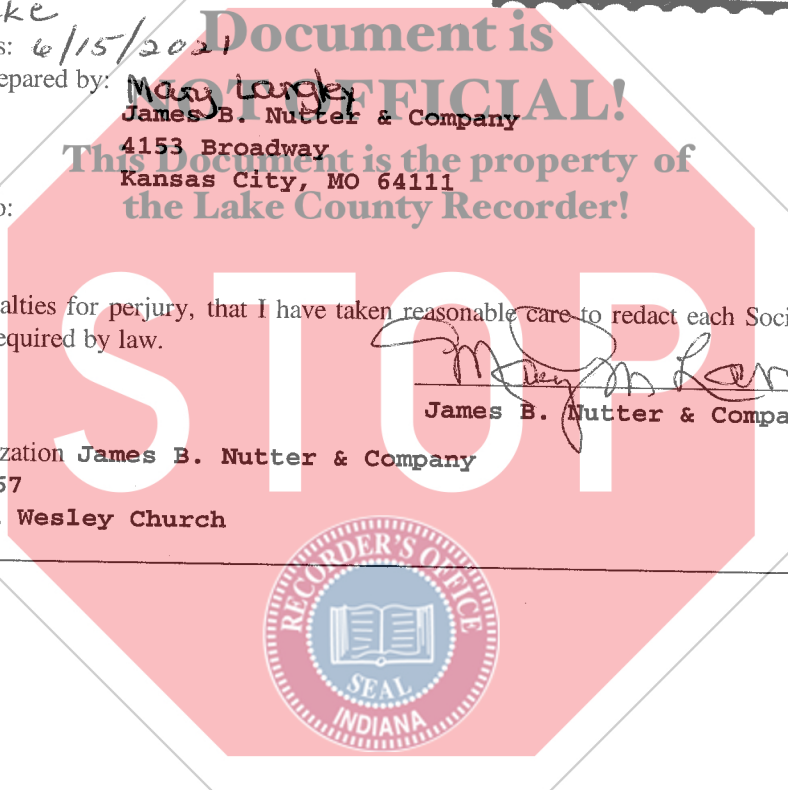 ke
s: 6/15/2021
epared by: Mary Langley
James B. Nutter & Company
4153 Broadway
Kansas City, MO 64111
o:
Document is
NOT OFFICIAL!
This Document is the property of
the Lake County Recorder!
STOP
alties for perjury, that I have taken reasonable care to redact each Soci
equired by law.
Mary M Lan
James B. Nutter & Compa
zation James B. Nutter & Company
57
. Wesley Church
RECORDER'S OFFICE
SEAL
INDIANA